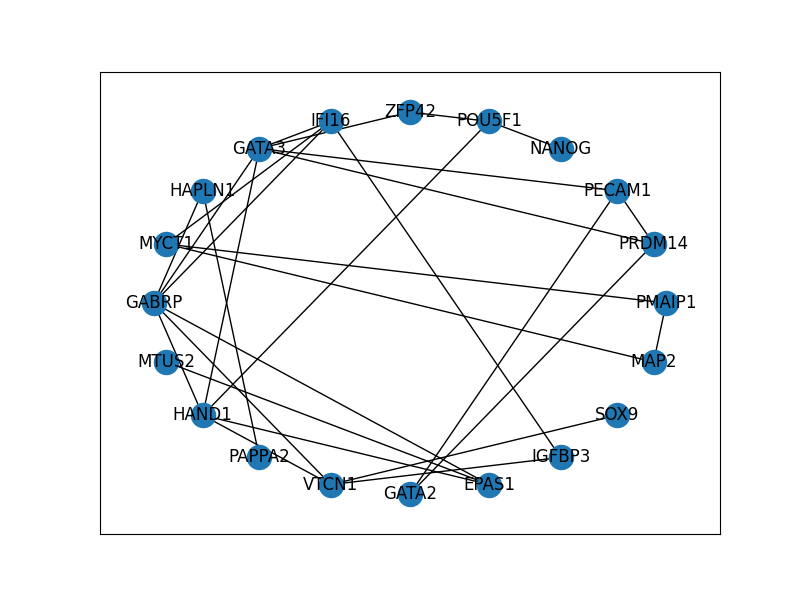 ZFP42
IFI16
POU5F1
GATA3
NANOG
HAPLN1
PECAM1
MYCT1
PRDM14
GABRP
PMAIP1
MTUS2
MAP2
HAND1
SOX9
PAPPA2
IGFBP3
VTCN1
EPAS1
GATA2